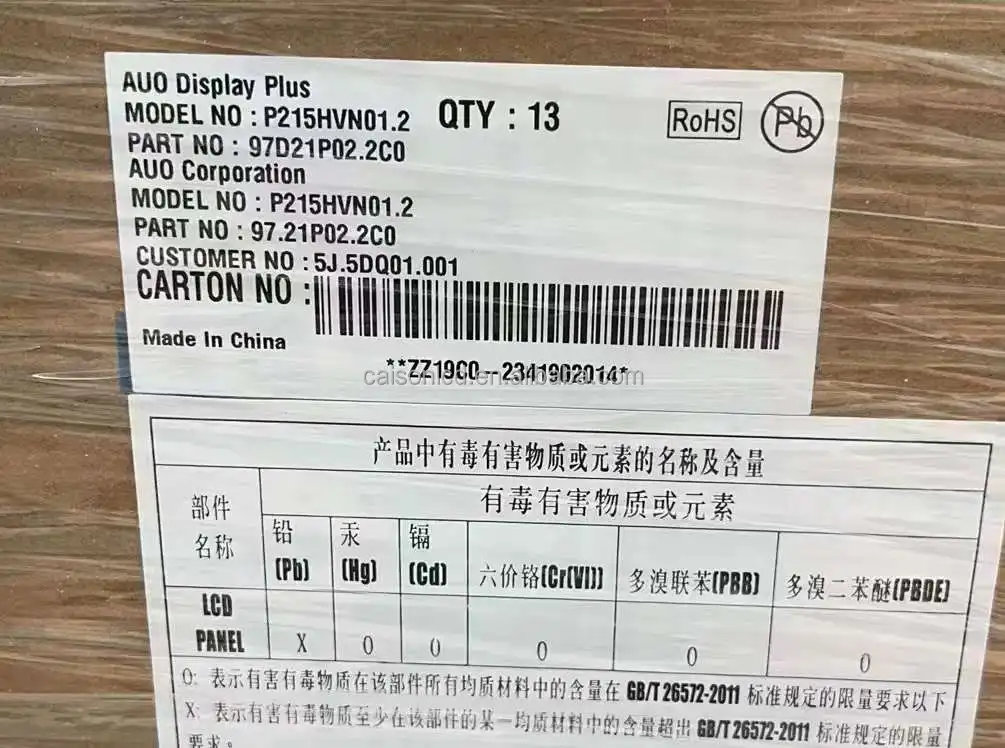 AUO Display Plus
MODEL NO : P215HVN01.2
QTY : 13
RoHS
Pb
PART NO : 97D21P02.2C0
AUO Corporation
MODEL NO : P215HVN01.2
PART NO : 97.21P02.2C0
CUSTOMER NO : 5J.5DQ01.001
CARTON NO :
Made In China
**ZZ19C0--2341902014*
caisonled.en.alibaba.com
产品中有毒有害物质或元素的名称及含量
部件名称
有毒有害物质或元素
铅(Pb)
汞(Hg)
镉(Cd)
六价铬(Cr(VI))
多溴联苯(PBB)
多溴二苯醚(PBDE)
LCD PANEL
X
O
O
O
O
O
O: 表示有害有毒物质在该部件所有均质材料中的含量在 GB/T 26572-2011 标准规定的限量要求以下
X: 表示有害有毒物质至少在该部件的某一均质材料中的含量超出 GB/T 26572-2011 标准规定的限量
要求。